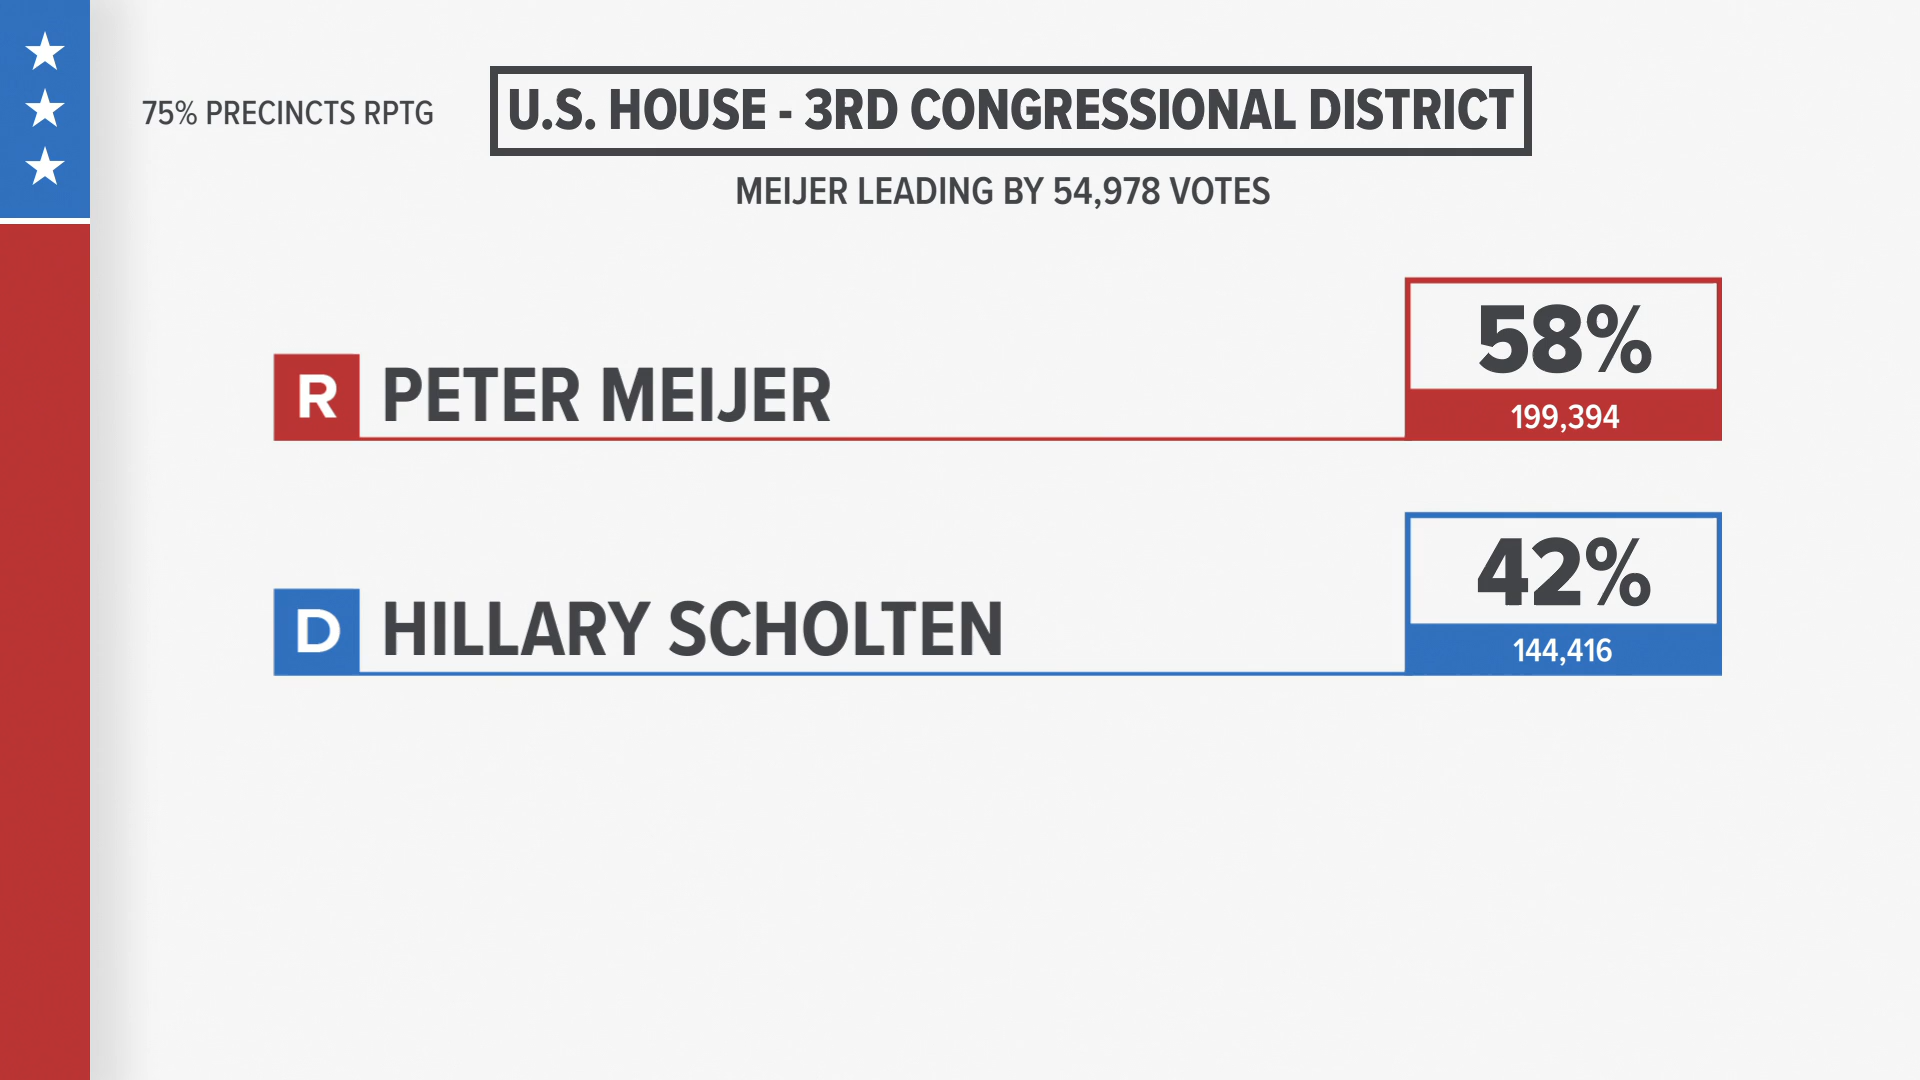 75% PRECINCTS RPTG
U.S. HOUSE - 3RD CONGRESSIONAL DISTRICT
MEIJER LEADING BY 54,978 VOTES
R PETER MEIJER
58%
199,394
D HILLARY SCHOLTEN
42%
144,416